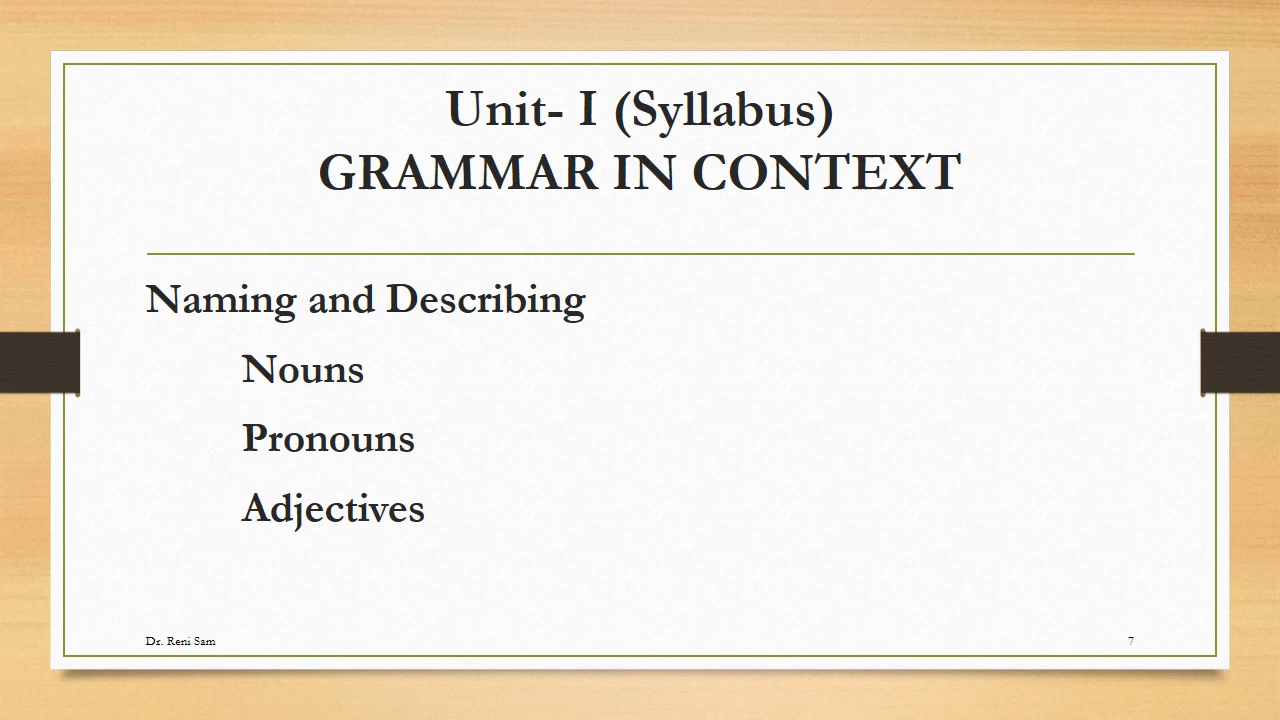 Unit- I (Syllabus)
GRAMMAR IN CONTEXT
Naming and Describing
Nouns
Pronouns
Adjectives
Dr. Reni Sam
7